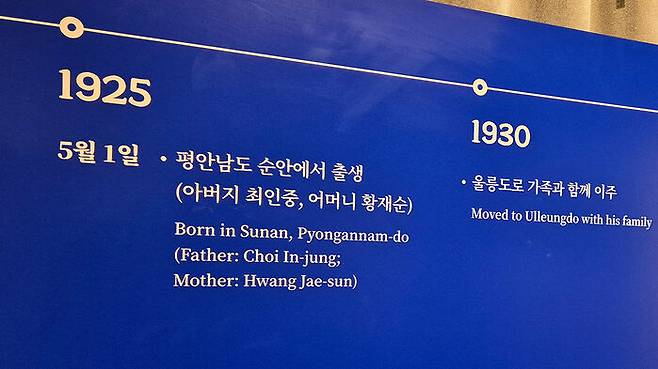 1925
5월 1일
• 평안남도 순안에서 출생
(아버지 최인중, 어머니 황재순)
Born in Sunan, Pyongannam-do
(Father: Choi In-jung;
Mother: Hwang Jae-sun)
1930
• 울릉도로 가족과 함께 이주
Moved to Ulleungdo with his family